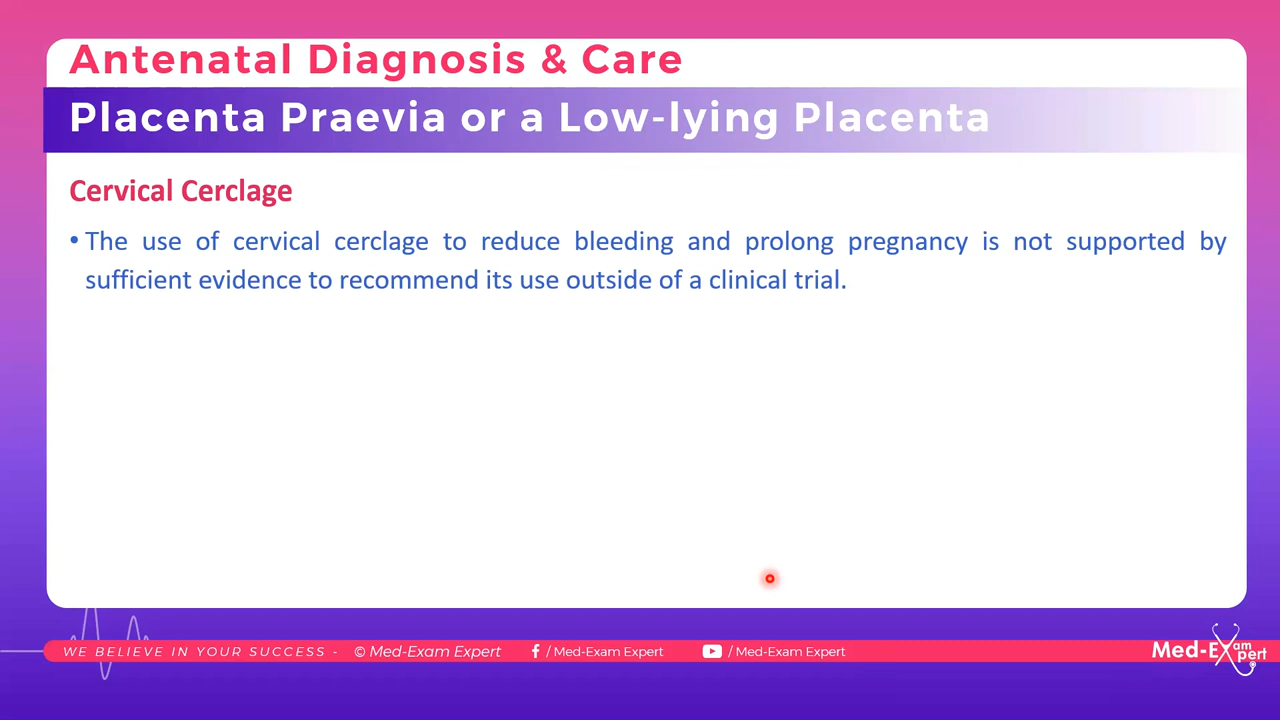 Antenatal Diagnosis & Care
Placenta Praevia or a Low-lying Placenta
Cervical Cerclage
• The use of cervical cerclage to reduce bleeding and prolong pregnancy is not supported by
sufficient evidence to recommend its use outside of a clinical trial.
WE BELIEVE IN YOUR SUCCESS - © Med-Exam Expert / Med-Exam Expert / Med-Exam Expert
Med-Exam Expert